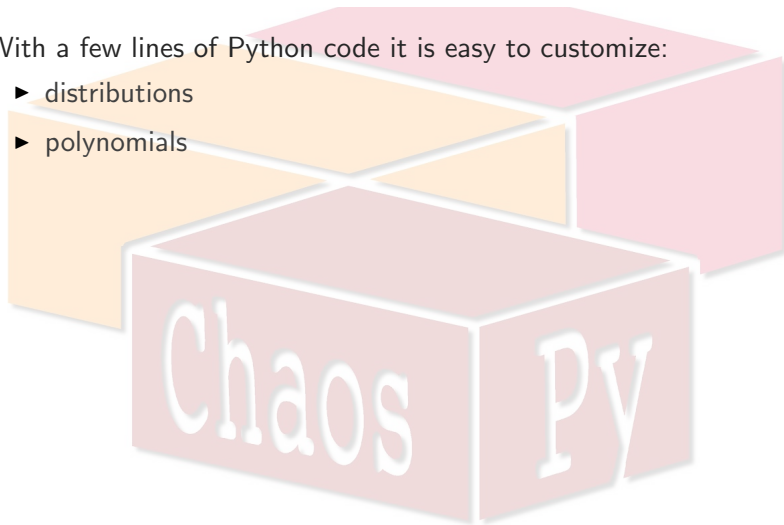 With a few lines of Python code it is easy to customize:
► distributions
► polynomials
Chaos Py